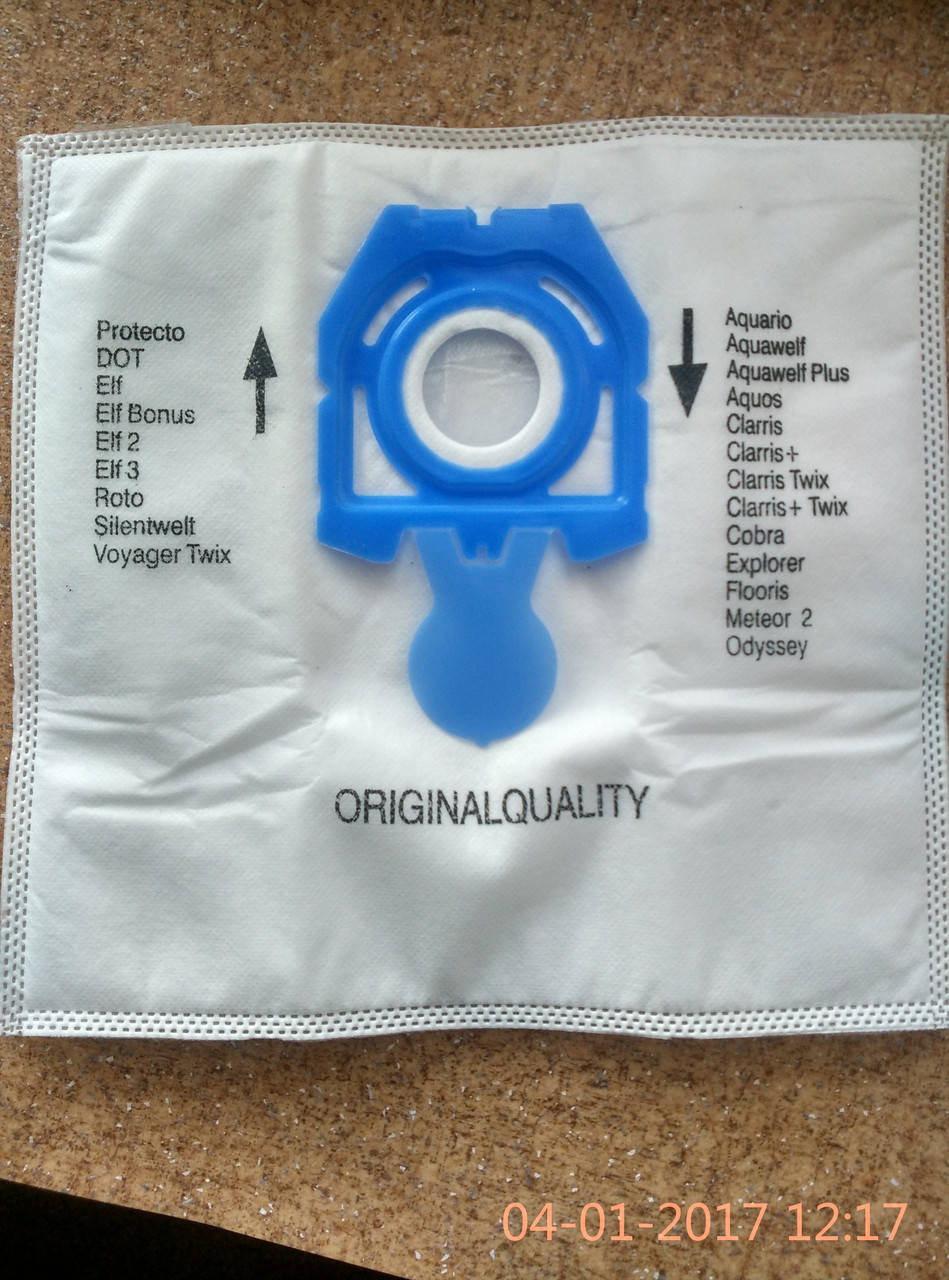 Protecto
DOT
Elf
Elf Bonus
Elf 2
Elf 3
Roto
Silentwelt
Voyager Twix
Aquario
Aquawelf
Aquawelf Plus
Aquos
Clarris
Clarris+
Clarris Twix
Clarris+ Twix
Cobra
Explorer
Flooris
Meteor 2
Odyssey
ORIGINALQUALITY
04-01-2017 12:17